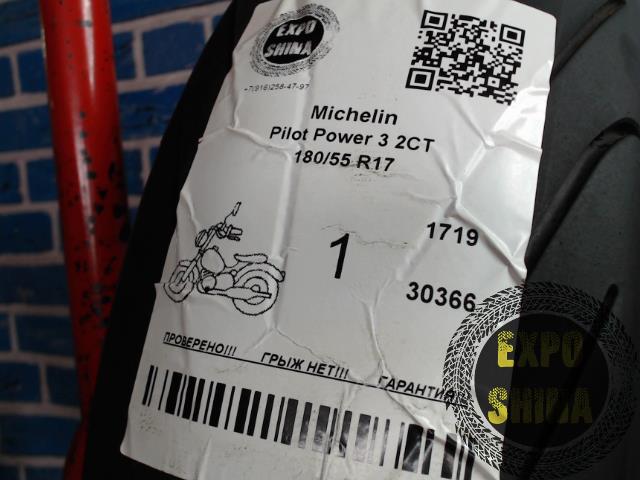 EXPO
SHINA
+7(916)258-47-97
Michelin
Pilot Power 3 2CT
180/55 R17
1
1719
30366
ПРОВЕРЕНО!!! ГРЫЖ НЕТ!!! ГАРАНТИЯ
EXPO
SHINA